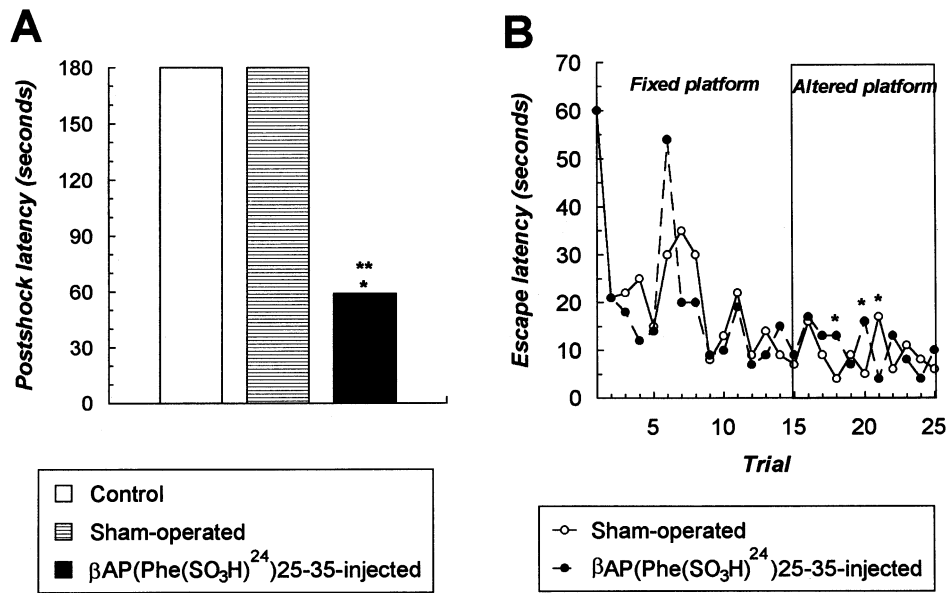 A
Postshock latency (seconds)
180
150
120
90
60
30
0
**
*
Control
Sham-operated
βAP(Phe(SO₃H)²⁴)25-35-injected
B
Escape latency (seconds)
70
60
50
40
30
20
10
0
Fixed platform
Altered platform
* * *
5 10 15 20 25
Trial
Sham-operated
βAP(Phe(SO₃H)²⁴)25-35-injected